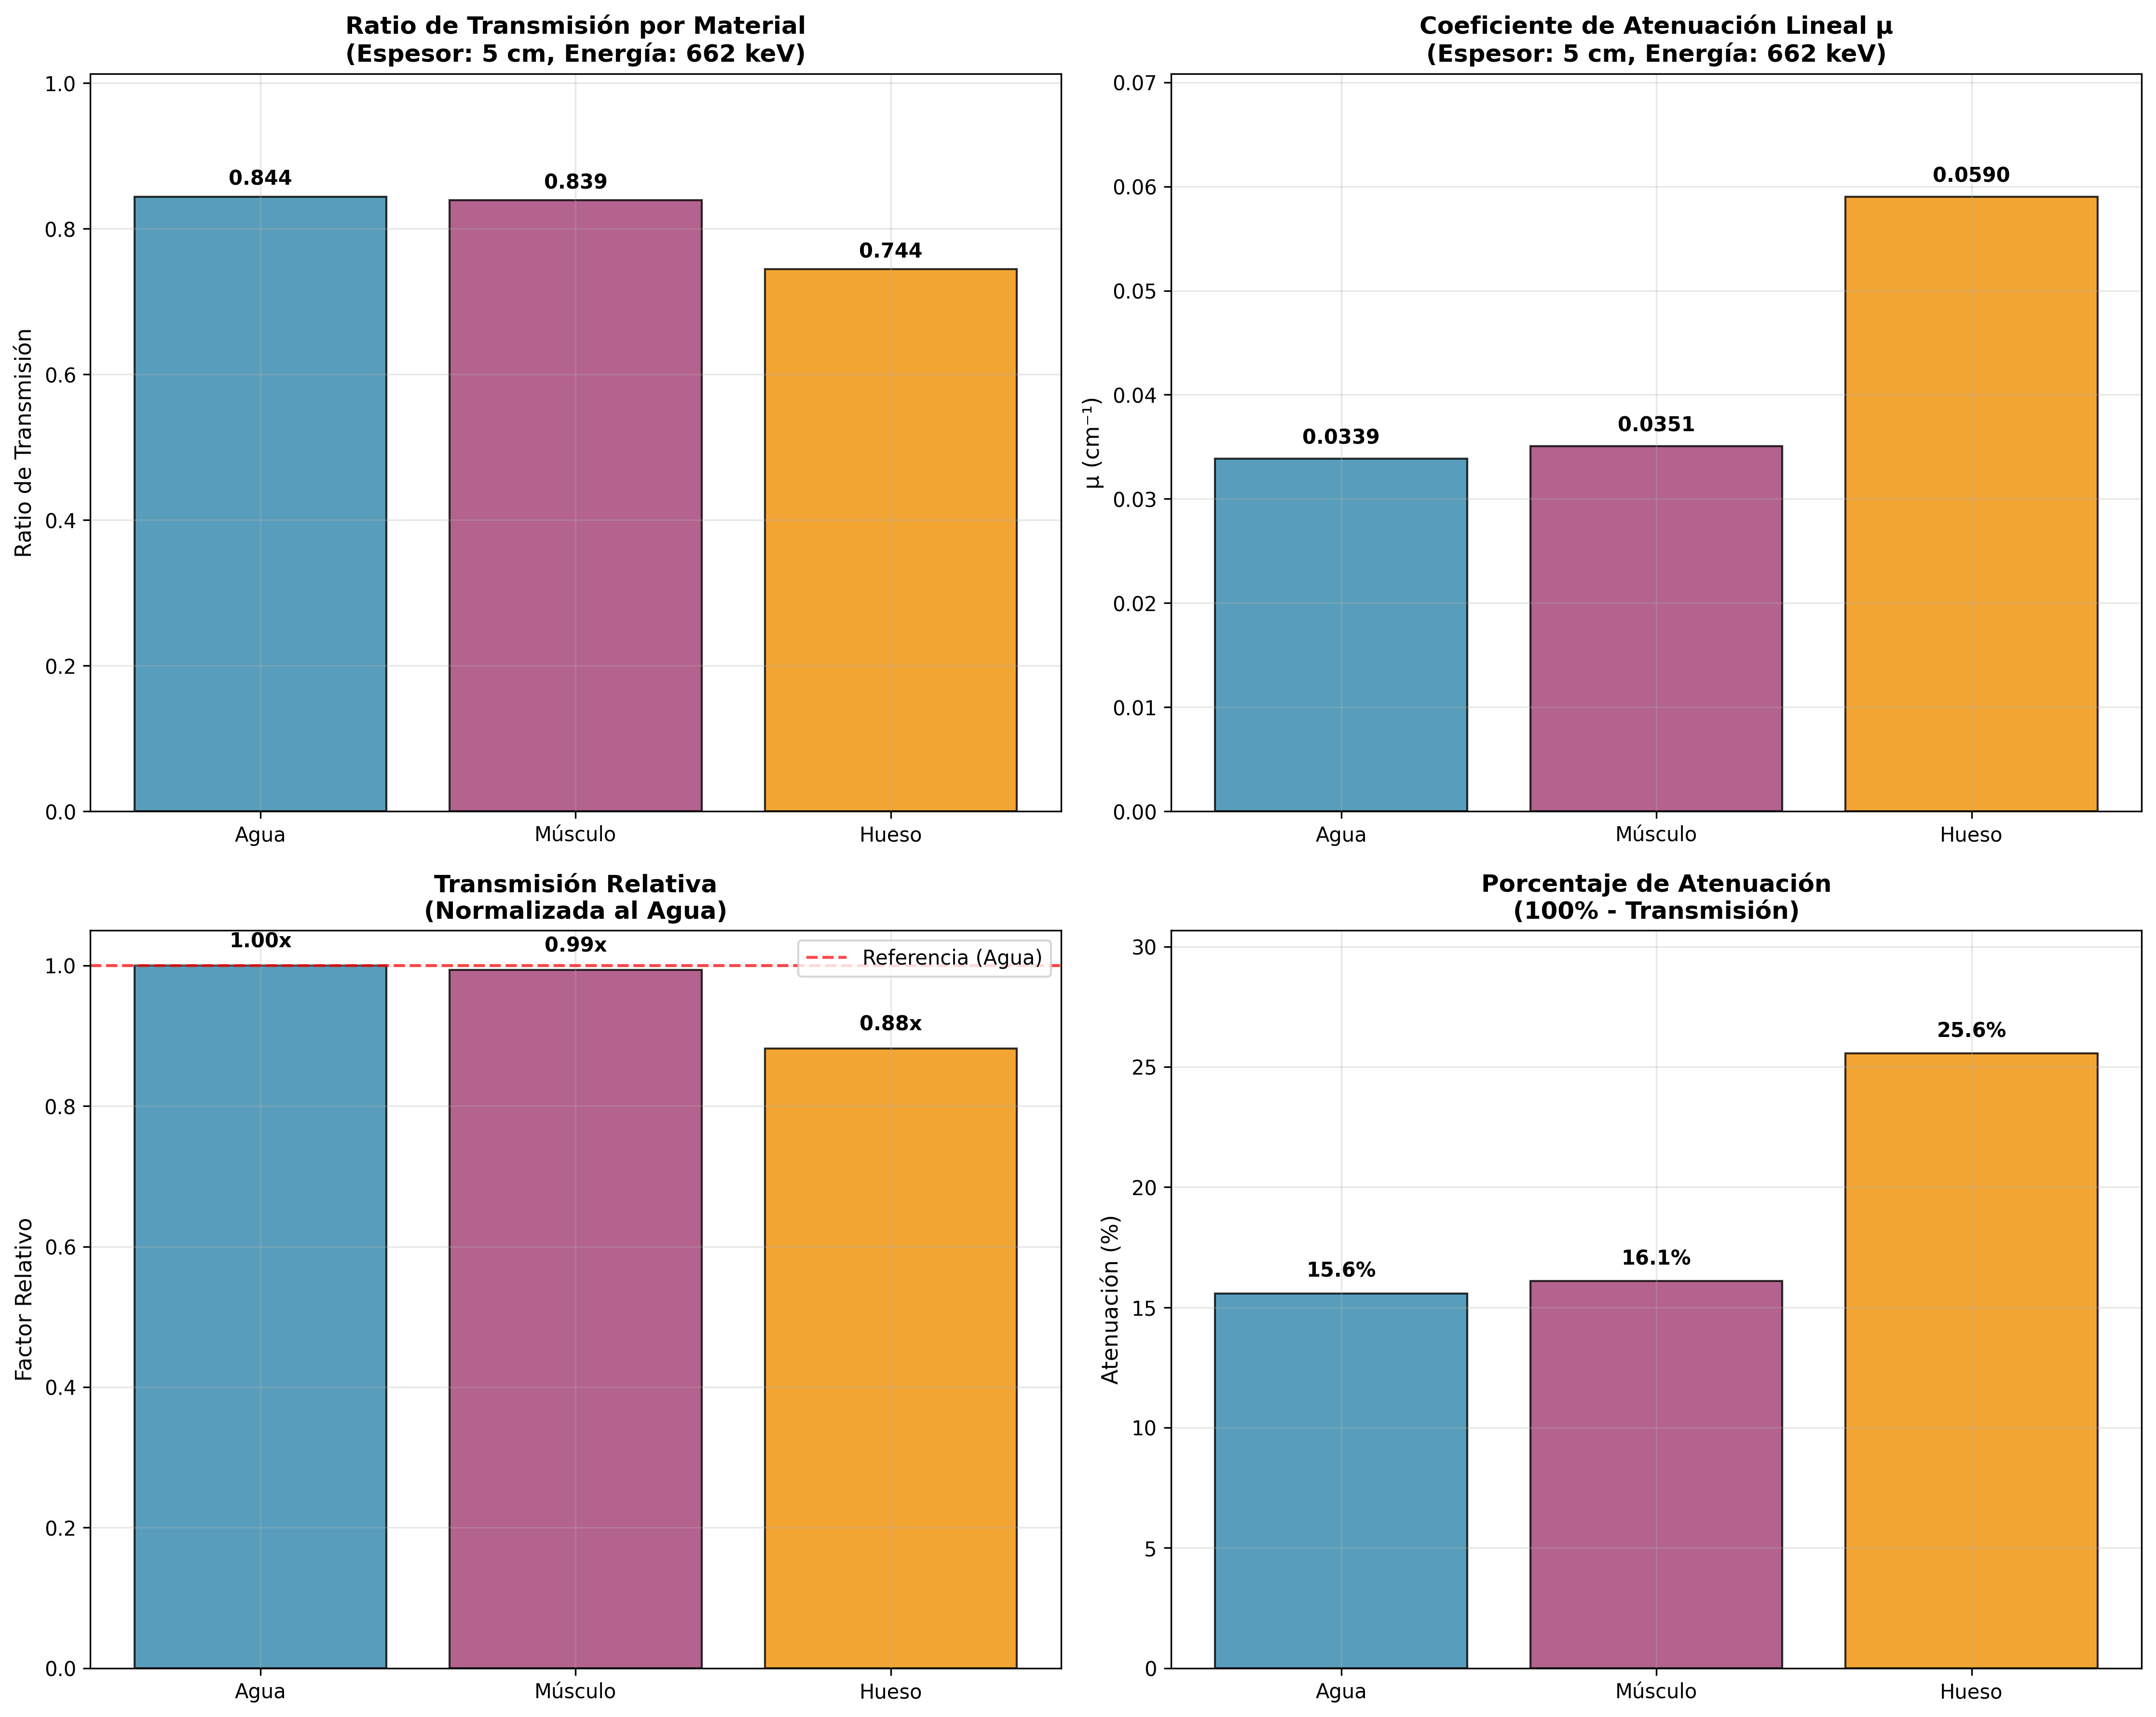 Ratio de Transmisión por Material
(Espesor: 5 cm, Energía: 662 keV)
Ratio de Transmisión
1.0
0.8
0.6
0.4
0.2
0.0
0.844
0.839
0.744
Agua
Músculo
Hueso
Coeficiente de Atenuación Lineal μ
(Espesor: 5 cm, Energía: 662 keV)
μ (cm⁻¹)
0.07
0.06
0.05
0.04
0.03
0.02
0.01
0.00
0.0339
0.0351
0.0590
Agua
Músculo
Hueso
Transmisión Relativa
(Normalizada al Agua)
Factor Relativo
1.0
0.8
0.6
0.4
0.2
0.0
1.00x
0.99x
0.88x
Referencia (Agua)
Agua
Músculo
Hueso
Porcentaje de Atenuación
(100% - Transmisión)
Atenuación (%)
30
25
20
15
10
5
0
15.6%
16.1%
25.6%
Agua
Músculo
Hueso